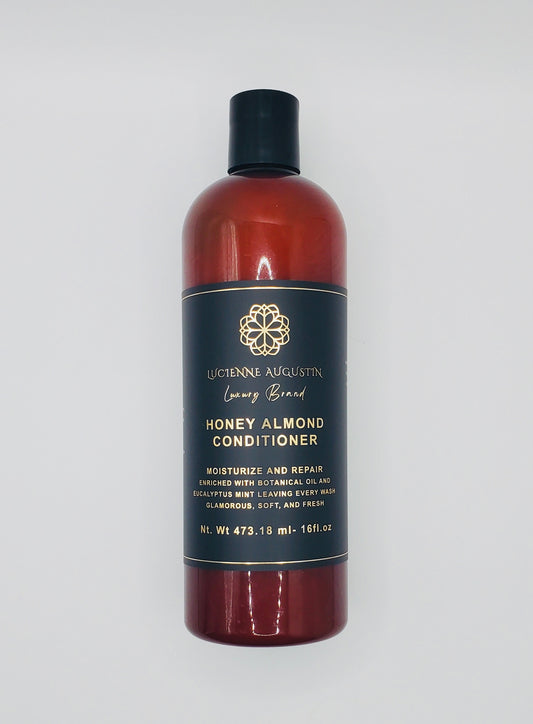 LUCIENNE AUGUSTIN
Luxury Brand
HONEY ALMOND
CONDITIONER
MOISTURIZE AND REPAIR
ENRICHED WITH BOTANICAL OIL AND
EUCALYPTUS MINT LEAVING EVERY WASH
GLAMOROUS, SOFT, AND FRESH
Nt. Wt 473.18 ml- 16fl.oz